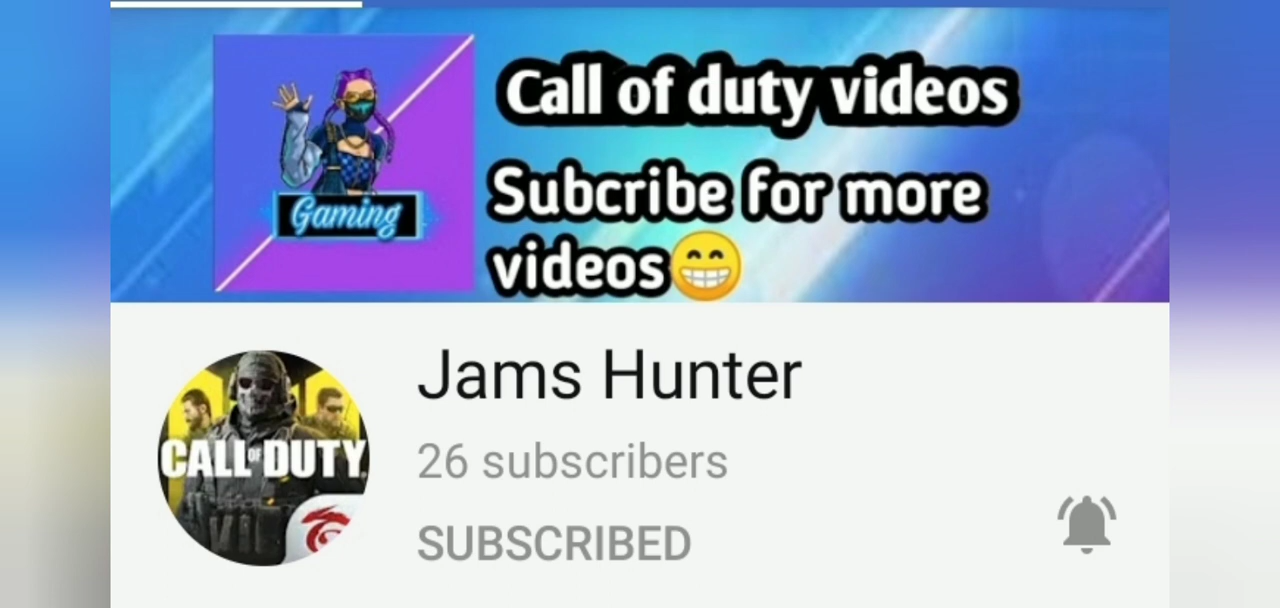 Call of duty videos
Subcribe for more
videos😁
Gaming
Jams Hunter
26 subscribers
CALL OF DUTY
SUBSCRIBED